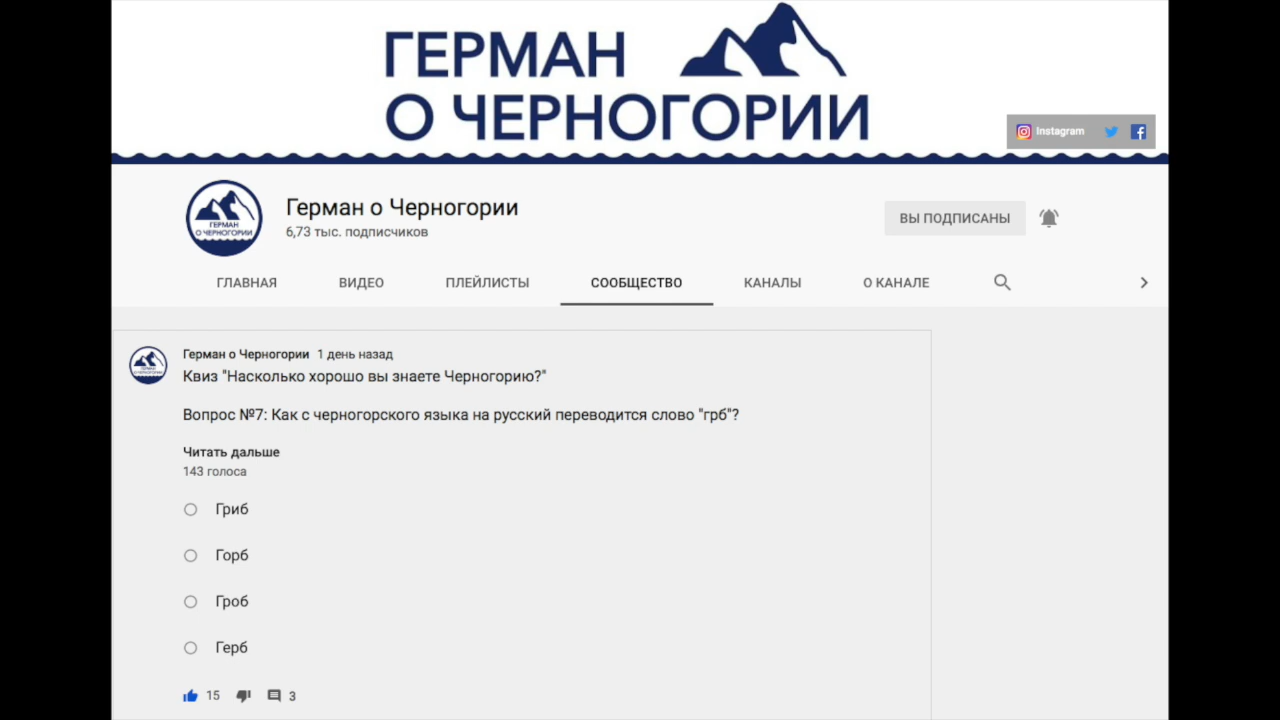 ГЕРМАН
О ЧЕРНОГОРИИ
Instagram
ГЕРМАН
О ЧЕРНОГОРИИ
Герман о Черногории
6,73 тыс. подписчиков
ВЫ ПОДПИСАНЫ
ГЛАВНАЯ ВИДЕО ПЛЕЙЛИСТЫ СООБЩЕСТВО КАНАЛЫ О КАНАЛЕ
Герман о Черногории 1 день назад
Квиз "Насколько хорошо вы знаете Черногорию?"
Вопрос №7: Как с черногорского языка на русский переводится слово "грб"?
Читать дальше
143 голоса
Гриб
Горб
Гроб
Герб
15 3